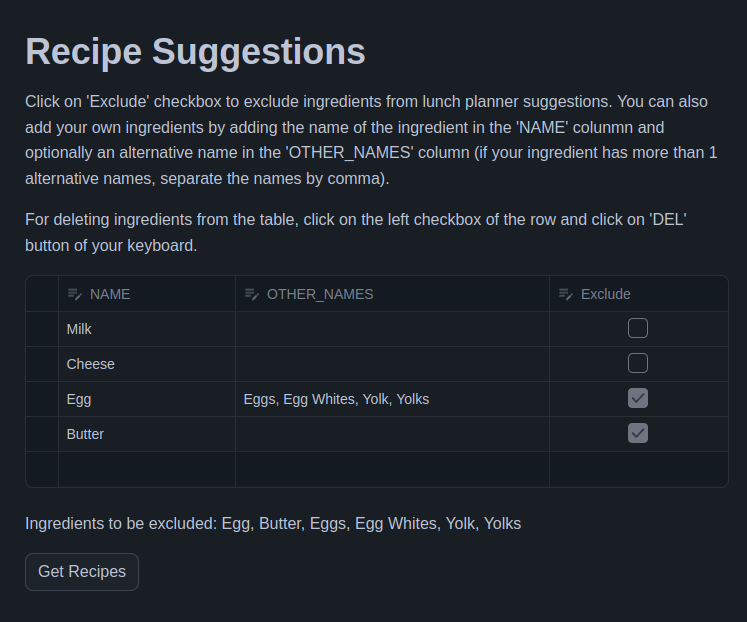 Recipe Suggestions
Click on 'Exclude' checkbox to exclude ingredients from lunch planner suggestions. You can also
add your own ingredients by adding the name of the ingredient in the 'NAME' colunmn and
optionally an alternative name in the 'OTHER_NAMES' column (if your ingredient has more than 1
alternative names, separate the names by comma).
For deleting ingredients from the table, click on the left checkbox of the row and click on 'DEL'
button of your keyboard.
NAME OTHER_NAMES Exclude
Milk
Cheese
Egg Eggs, Egg Whites, Yolk, Yolks
Butter
Ingredients to be excluded: Egg, Butter, Eggs, Egg Whites, Yolk, Yolks
Get Recipes